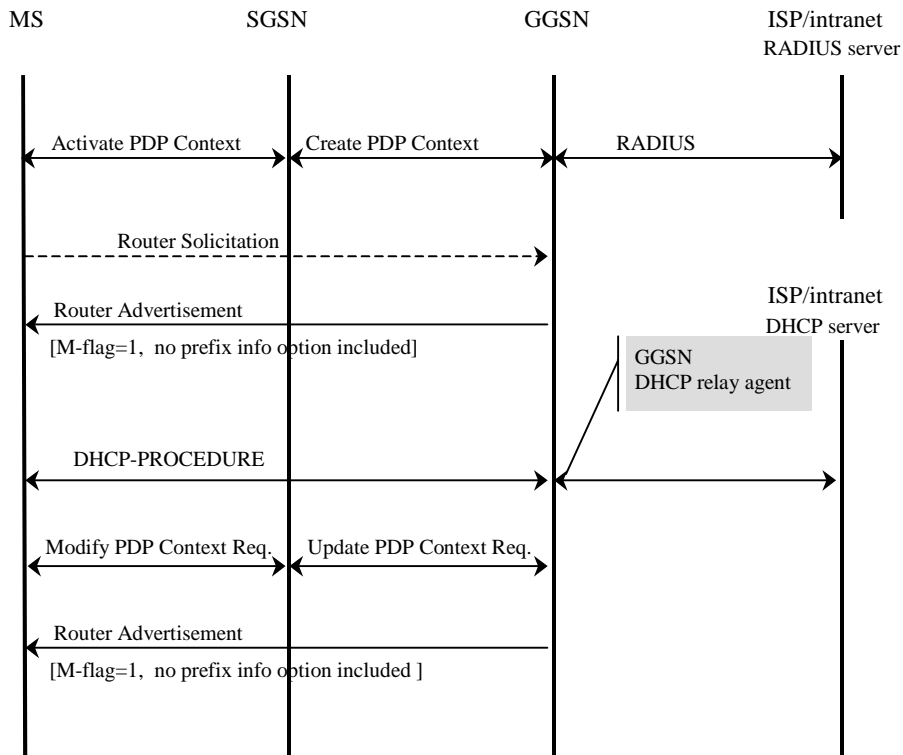 MS SGSN GGSN ISP/intranet
RADIUS server
Activate PDP Context Create PDP Context RADIUS
Router Solicitation
ISP/intranet
DHCP server
Router Advertisement
[M-flag=1, no prefix info option included]
GGSN
DHCP relay agent
DHCP-PROCEDURE
Modify PDP Context Req. Update PDP Context Req.
Router Advertisement
[M-flag=1, no prefix info option included ]